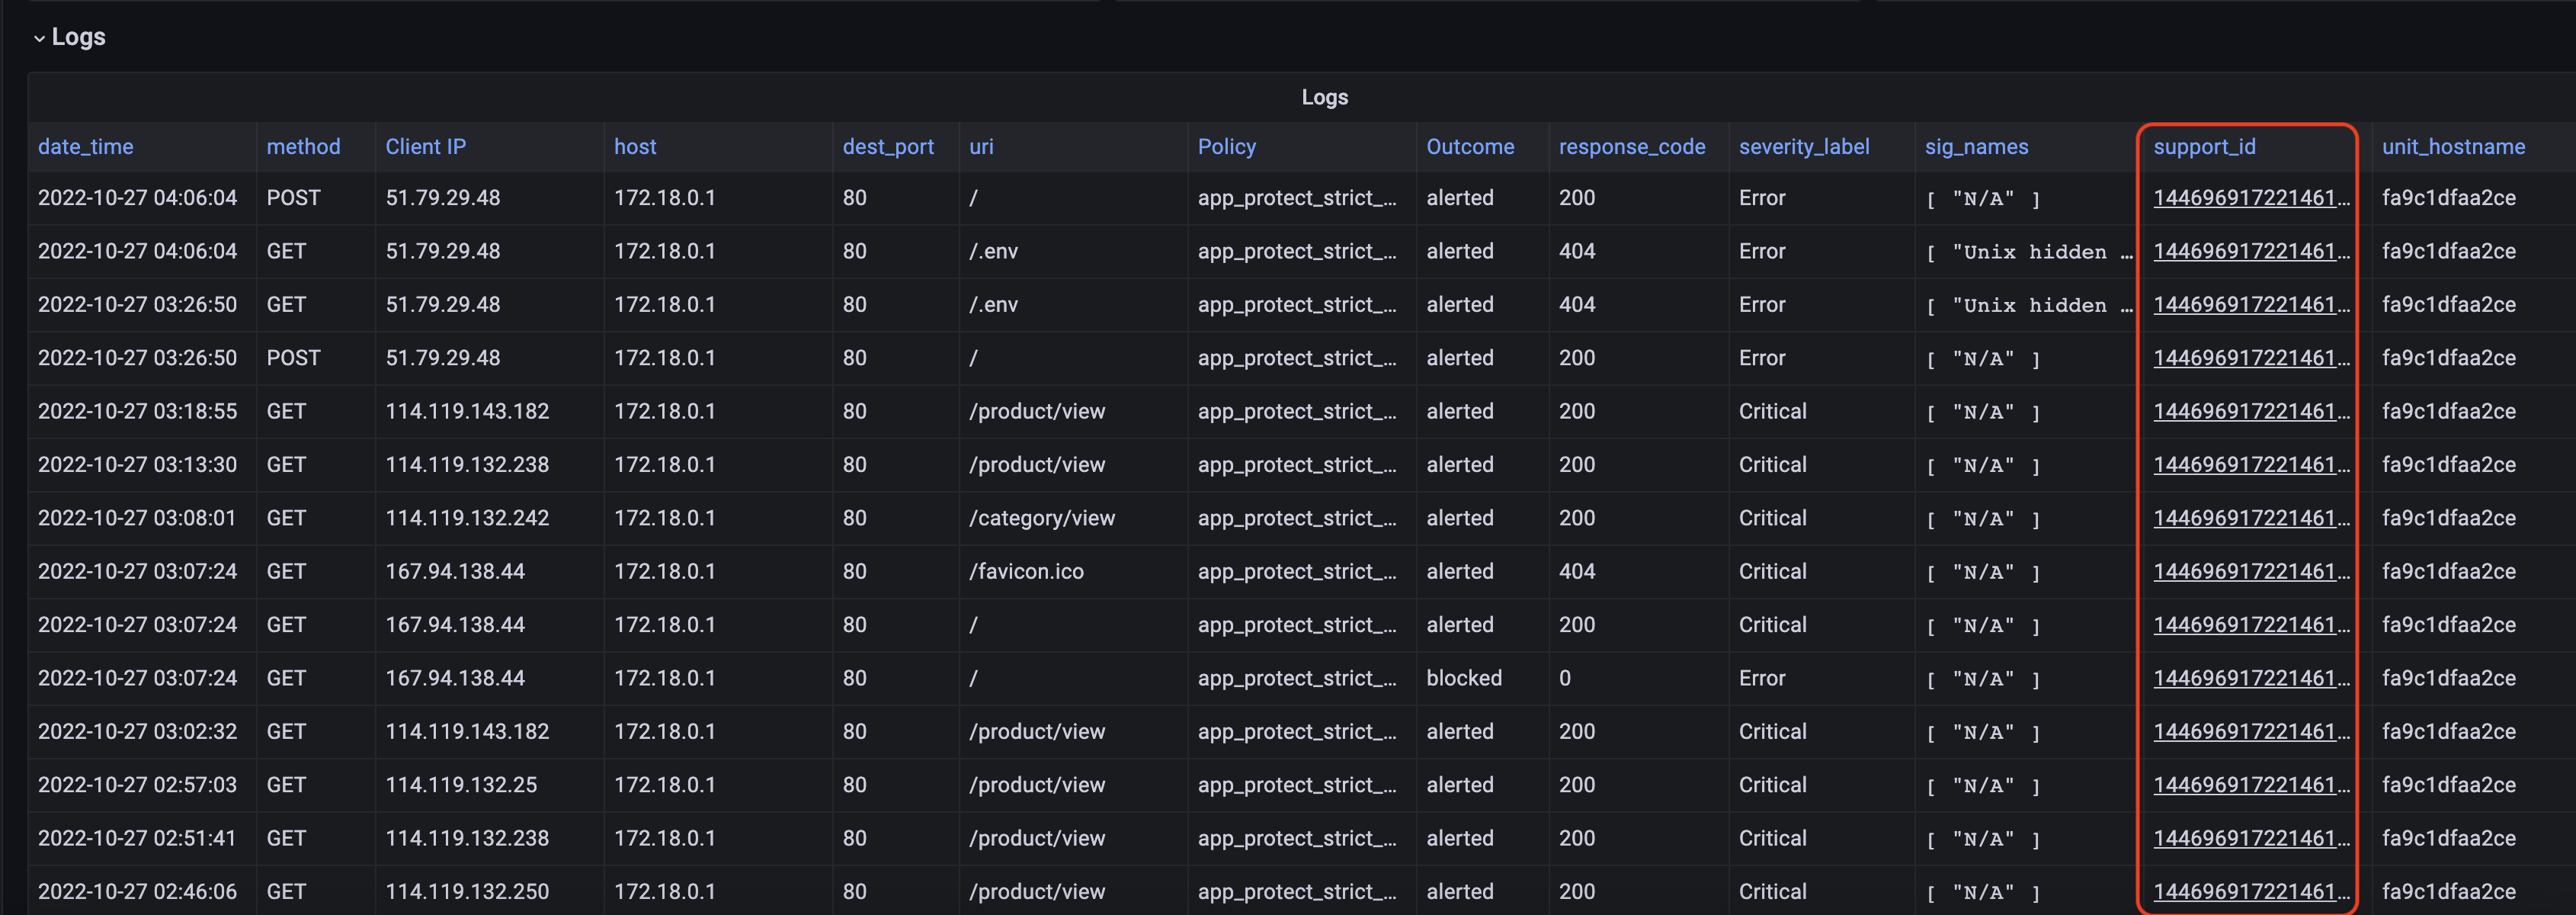 Logs
Logs
date_time method Client IP host dest_port uri Policy Outcome response_code severity_label sig_names support_id unit_hostname
2022-10-27 04:06:04 POST 51.79.29.48 172.18.0.1 80 / app_protect_strict_... alerted 200 Error [ "N/A" ] 144696917221461... fa9c1dfaa2ce
2022-10-27 04:06:04 GET 51.79.29.48 172.18.0.1 80 /.env app_protect_strict_... alerted 404 Error [ "Unix hidden … 144696917221461... fa9c1dfaa2ce
2022-10-27 03:26:50 GET 51.79.29.48 172.18.0.1 80 /.env app_protect_strict_... alerted 404 Error [ "Unix hidden … 144696917221461... fa9c1dfaa2ce
2022-10-27 03:26:50 POST 51.79.29.48 172.18.0.1 80 / app_protect_strict_... alerted 200 Error [ "N/A" ] 144696917221461... fa9c1dfaa2ce
2022-10-27 03:18:55 GET 114.119.143.182 172.18.0.1 80 /product/view app_protect_strict_... alerted 200 Critical [ "N/A" ] 144696917221461... fa9c1dfaa2ce
2022-10-27 03:13:30 GET 114.119.132.238 172.18.0.1 80 /product/view app_protect_strict_... alerted 200 Critical [ "N/A" ] 144696917221461... fa9c1dfaa2ce
2022-10-27 03:08:01 GET 114.119.132.242 172.18.0.1 80 /category/view app_protect_strict_... alerted 200 Critical [ "N/A" ] 144696917221461... fa9c1dfaa2ce
2022-10-27 03:07:24 GET 167.94.138.44 172.18.0.1 80 /favicon.ico app_protect_strict_... alerted 404 Critical [ "N/A" ] 144696917221461... fa9c1dfaa2ce
2022-10-27 03:07:24 GET 167.94.138.44 172.18.0.1 80 / app_protect_strict_... alerted 200 Critical [ "N/A" ] 144696917221461... fa9c1dfaa2ce
2022-10-27 03:07:24 GET 167.94.138.44 172.18.0.1 80 / app_protect_strict_... blocked 0 Error [ "N/A" ] 144696917221461... fa9c1dfaa2ce
2022-10-27 03:02:32 GET 114.119.143.182 172.18.0.1 80 /product/view app_protect_strict_... alerted 200 Critical [ "N/A" ] 144696917221461... fa9c1dfaa2ce
2022-10-27 02:57:03 GET 114.119.132.25 172.18.0.1 80 /product/view app_protect_strict_... alerted 200 Critical [ "N/A" ] 144696917221461... fa9c1dfaa2ce
2022-10-27 02:51:41 GET 114.119.132.238 172.18.0.1 80 /product/view app_protect_strict_... alerted 200 Critical [ "N/A" ] 144696917221461... fa9c1dfaa2ce
2022-10-27 02:46:06 GET 114.119.132.250 172.18.0.1 80 /product/view app_protect_strict_... alerted 200 Critical [ "N/A" ] 144696917221461... fa9c1dfaa2ce